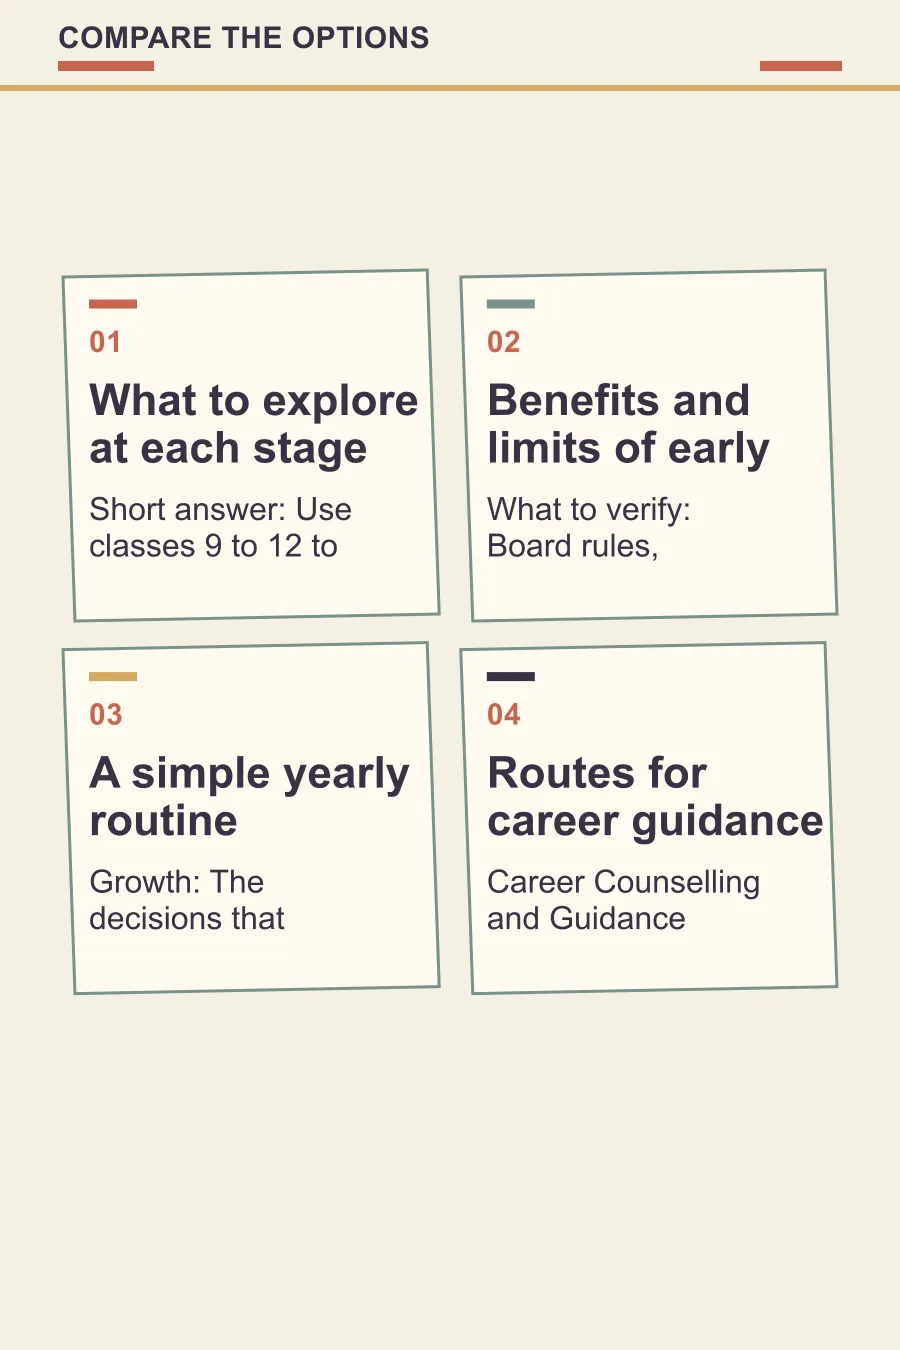 COMPARE THE OPTIONS
01
What to explore
at each stage
Short answer: Use
classes 9 to 12 to
02
Benefits and
limits of early
What to verify:
Board rules,
03
A simple yearly
routine
Growth: The
decisions that
04
Routes for
career guidance
Career Counselling
and Guidance